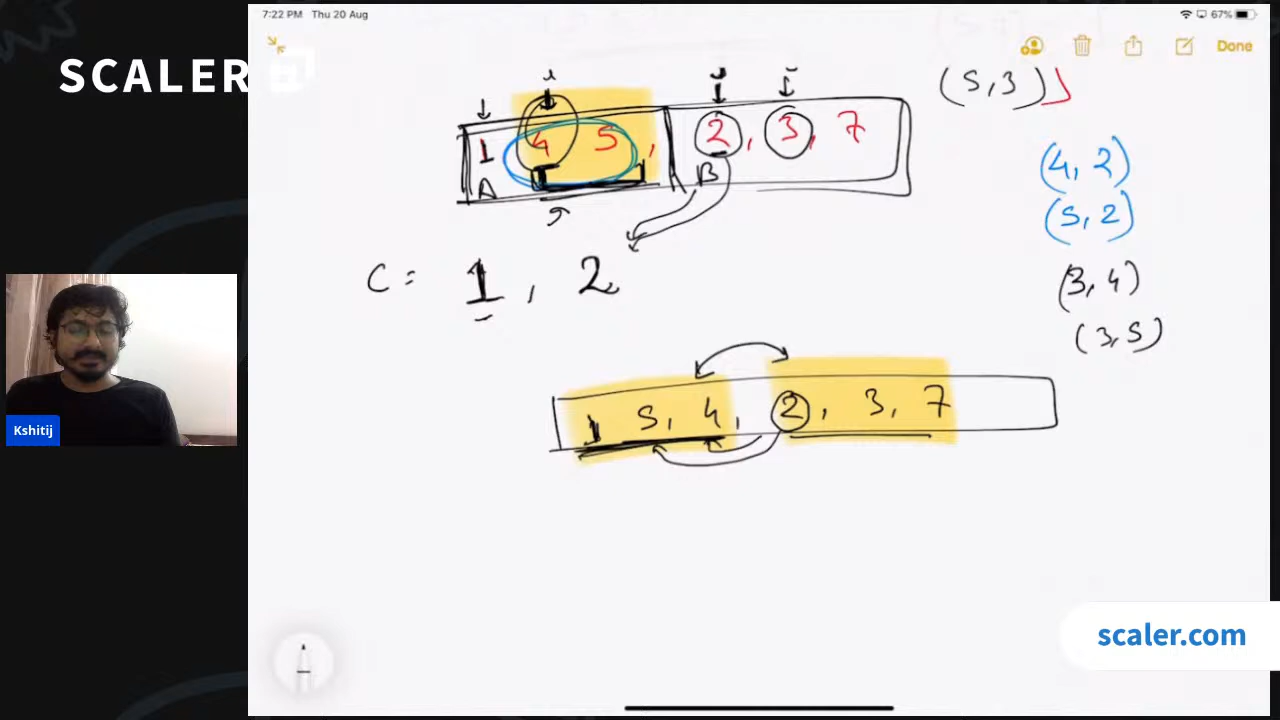 7:22 PM Thu 20 Aug
67%
Done
SCALER
(5,3)
1 4 5, 2, 3, 7
A B
(4,2)
(5,2)
C = 1, 2
(3,4)
(3,5)
1 5, 4, 2, 3, 7
Kshitij
scaler.com